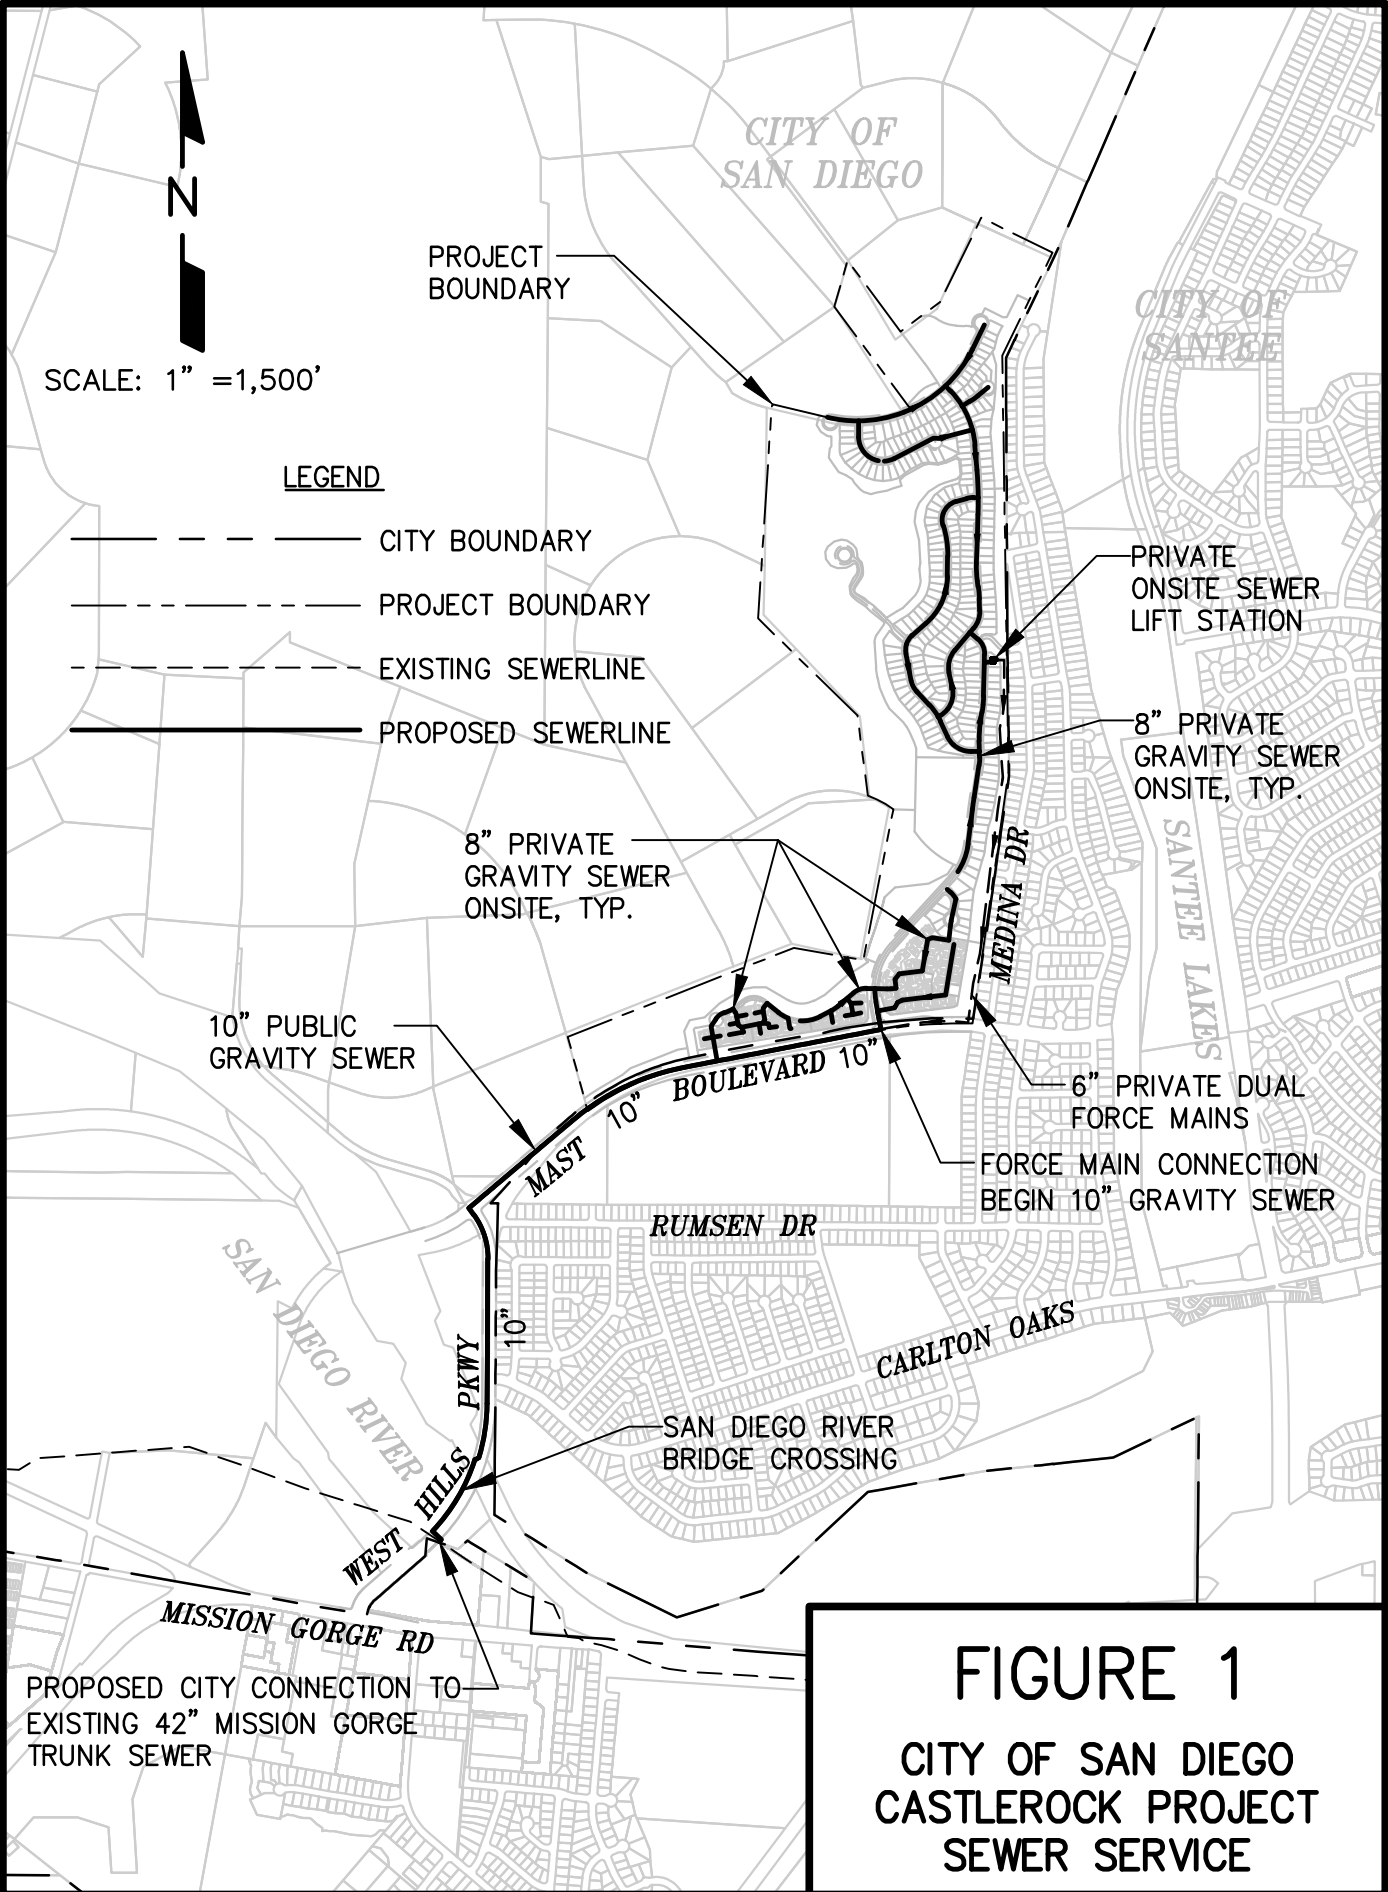 CITY OF
SAN DIEGO
PROJECT
BOUNDARY
CITY OF
SANTEE
N
SCALE: 1" =1,500'
LEGEND
CITY BOUNDARY
PROJECT BOUNDARY
EXISTING SEWERLINE
PROPOSED SEWERLINE
PRIVATE
ONSITE SEWER
LIFT STATION
8" PRIVATE
GRAVITY SEWER
ONSITE, TYP.
8" PRIVATE
GRAVITY SEWER
ONSITE, TYP.
MEDINA DR
SANTEE LAKES
10" PUBLIC
GRAVITY SEWER
BOULEVARD 10"
10"
MAST
6" PRIVATE DUAL
FORCE MAINS
FORCE MAIN CONNECTION
BEGIN 10" GRAVITY SEWER
RUMSEN DR
SAN DIEGO RIVER
10"
PKWY
CARLTON OAKS
SAN DIEGO RIVER
BRIDGE CROSSING
HILLS
WEST
MISSION GORGE RD
PROPOSED CITY CONNECTION TO
EXISTING 42" MISSION GORGE
TRUNK SEWER
FIGURE 1
CITY OF SAN DIEGO
CASTLEROCK PROJECT
SEWER SERVICE